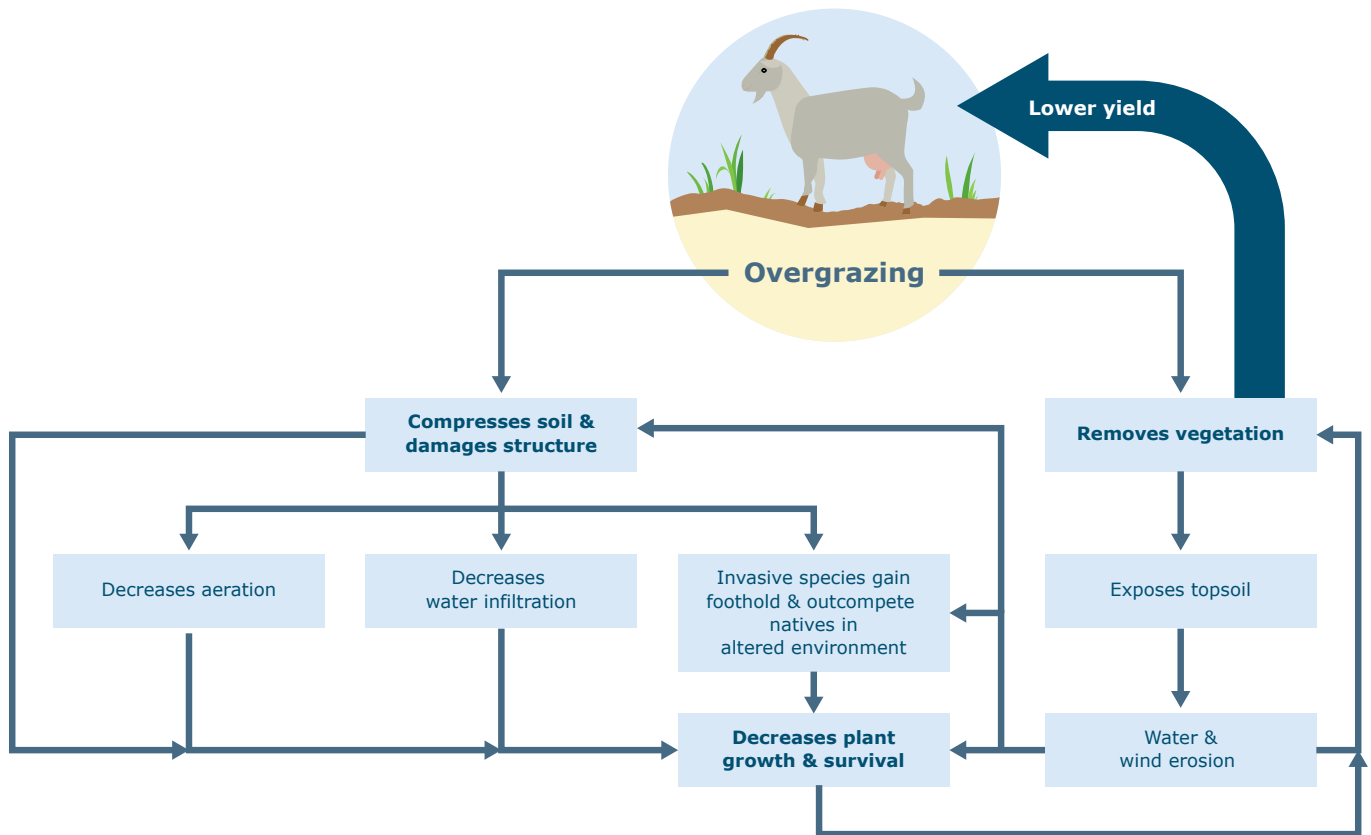 Lower yield
Overgrazing
Compresses soil &
damages structure
Removes vegetation
Decreases aeration
Decreases
water infiltration
Invasive species gain
foothold & outcompete
natives in
altered environment
Exposes topsoil
Decreases plant
growth & survival
Water &
wind erosion